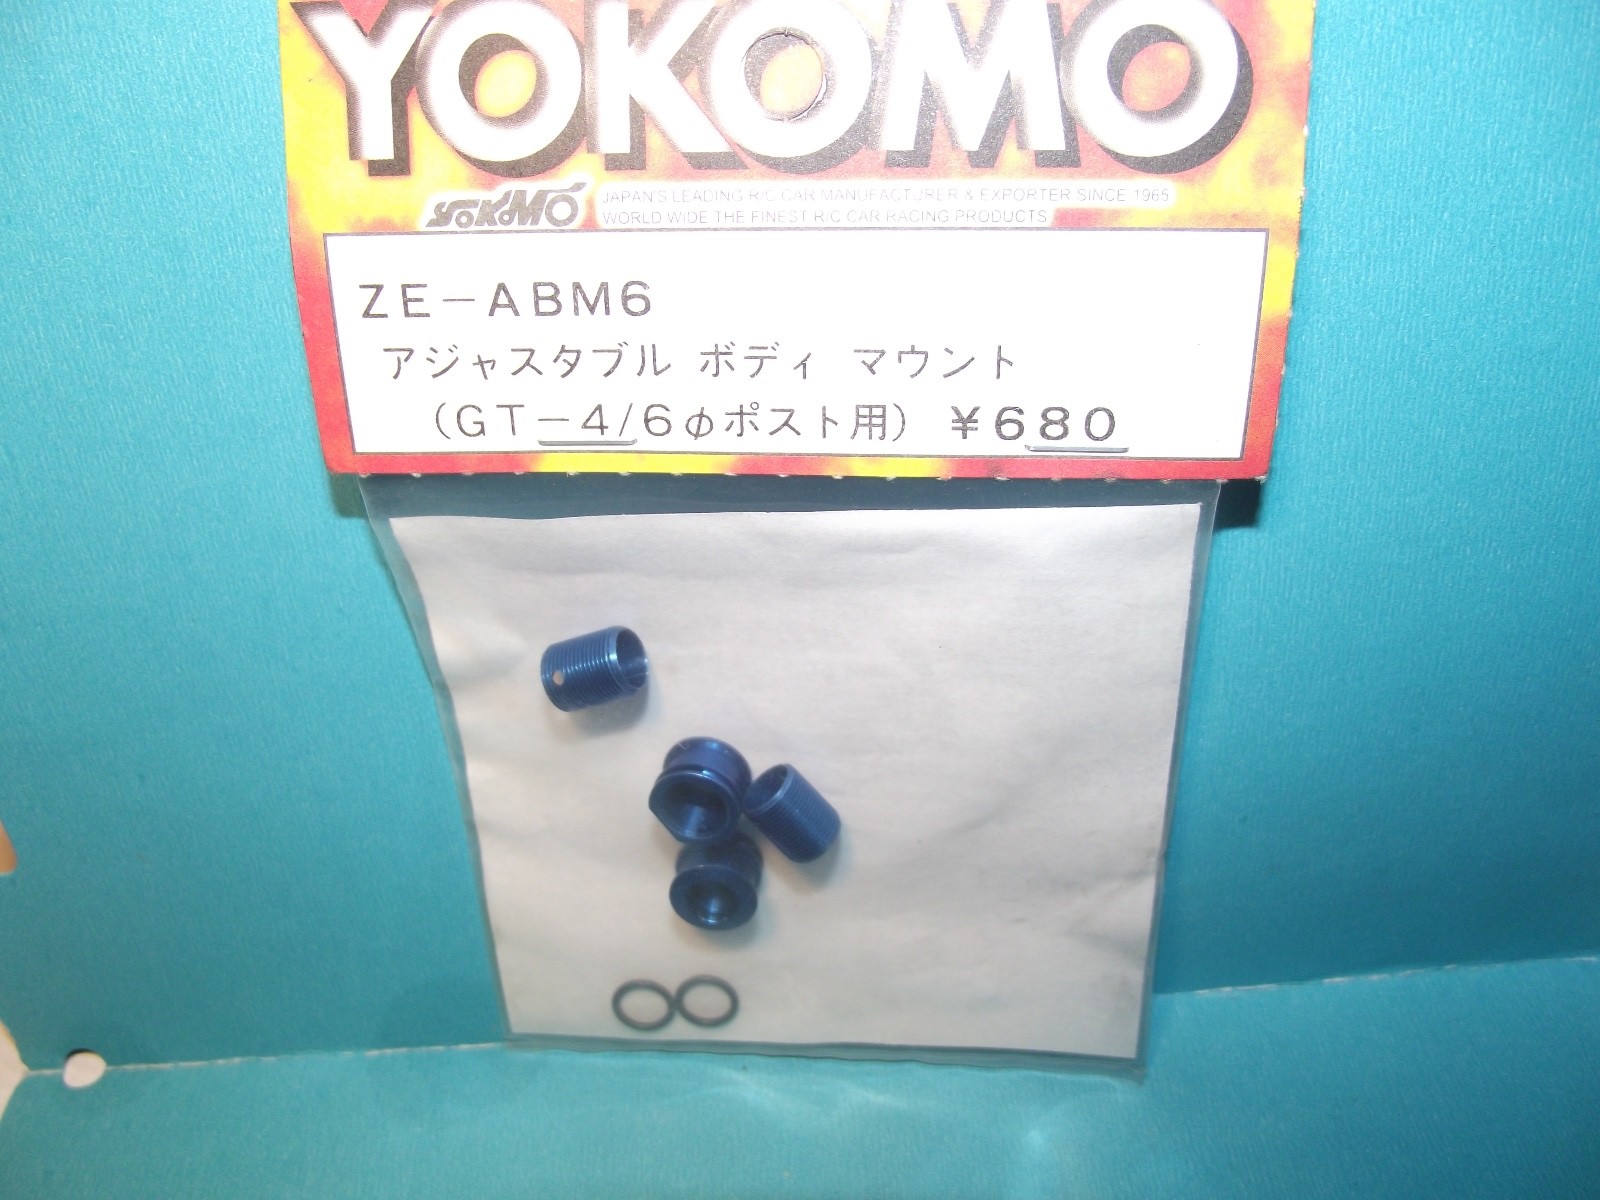 YOKOMO
YOKOMO JAPAN'S LEADING R/C CAR MANUFACTURER & EXPORTER SINCE 1965
WORLD WIDE THE FINEST R/C CAR RACING PRODUCTS
ZE-ABM6
アジャスタブル ボディ マウント
(GT-4/6φポスト用) ¥680